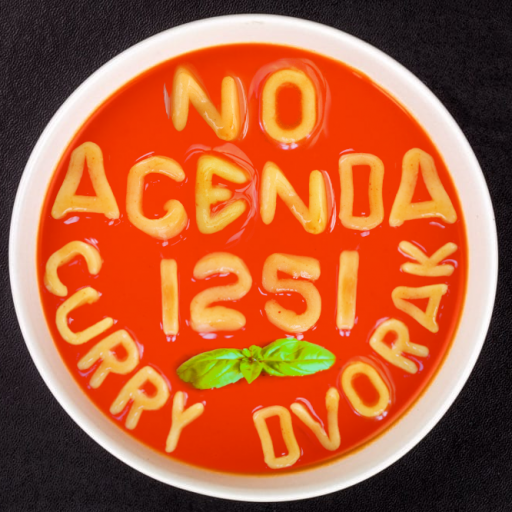 NO
AGENDA
1251
CURRY DVORAK